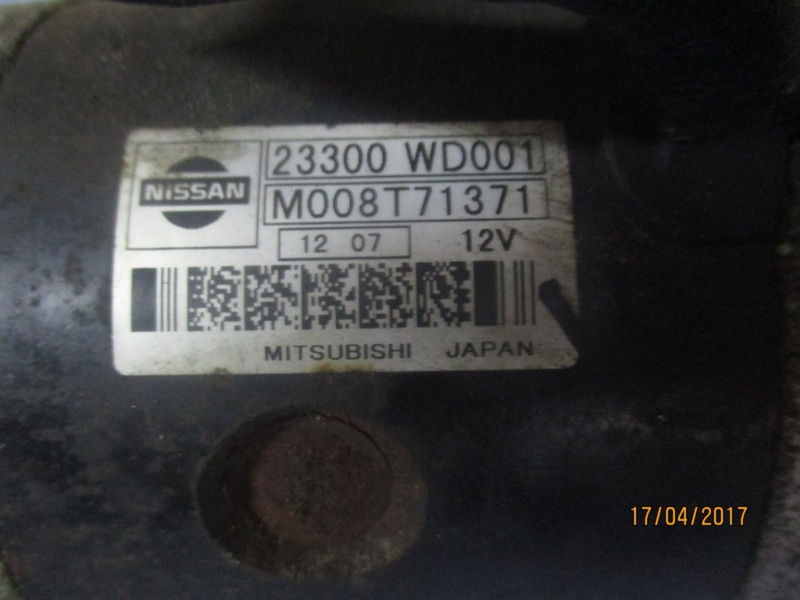 NISSAN
23300 WD001
M008T71371
12 07 12V
MITSUBISHI JAPAN
17/04/2017